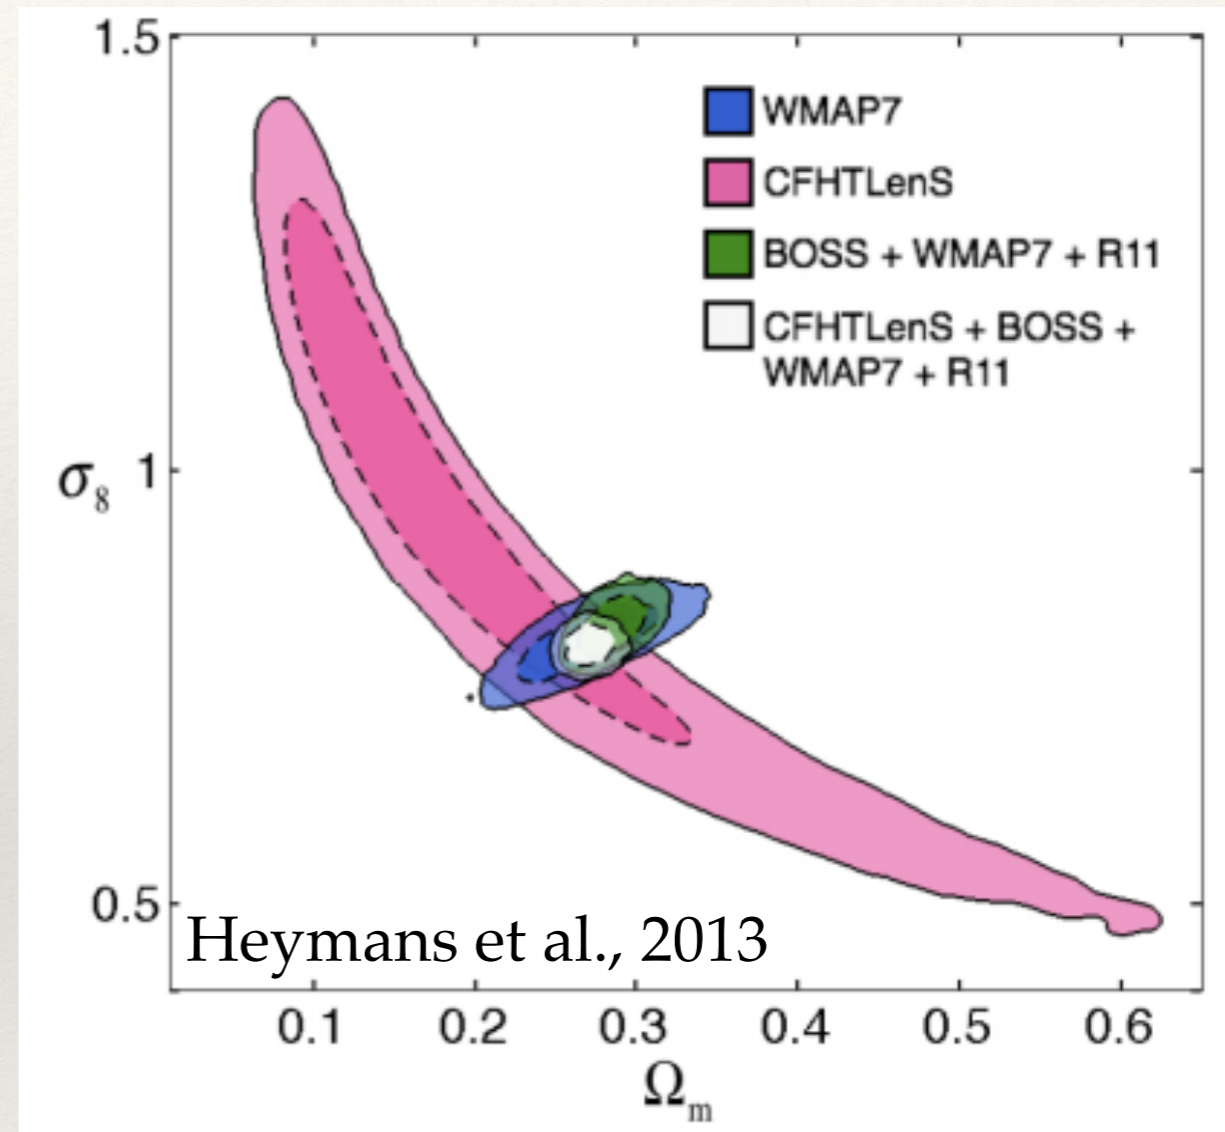 1.5
WMAP7
CFHTLenS
BOSS + WMAP7 + R11
CFHTLenS + BOSS +
WMAP7 + R11
σ₈ 1
0.5
Heymans et al., 2013
0.1 0.2 0.3 0.4 0.5 0.6
Ωₘ